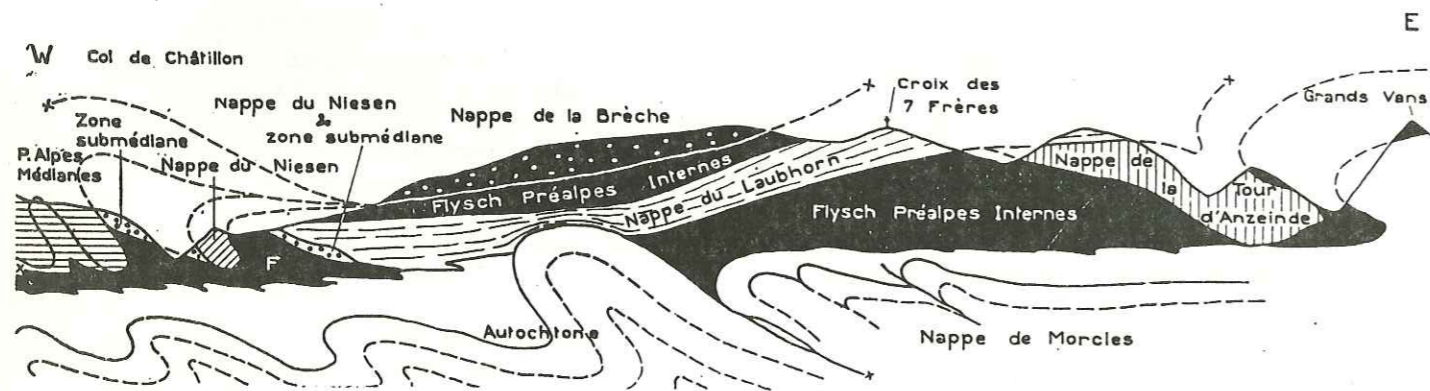 W
E
Col de Châtillon
Croix des
7 Frères
Grands Vans
Nappe du Niesen
&
zone submédiane
Nappe de la Brèche
Zone
submédiane
P. Alpes
Médianes
Nappe du Niesen
Flysch Préalpes Internes
Nappe du Laubhorn
Nappe de
la
Tour
d'Anzeinde
Flysch Préalpes Internes
F
Autochtone
Nappe de Morcles